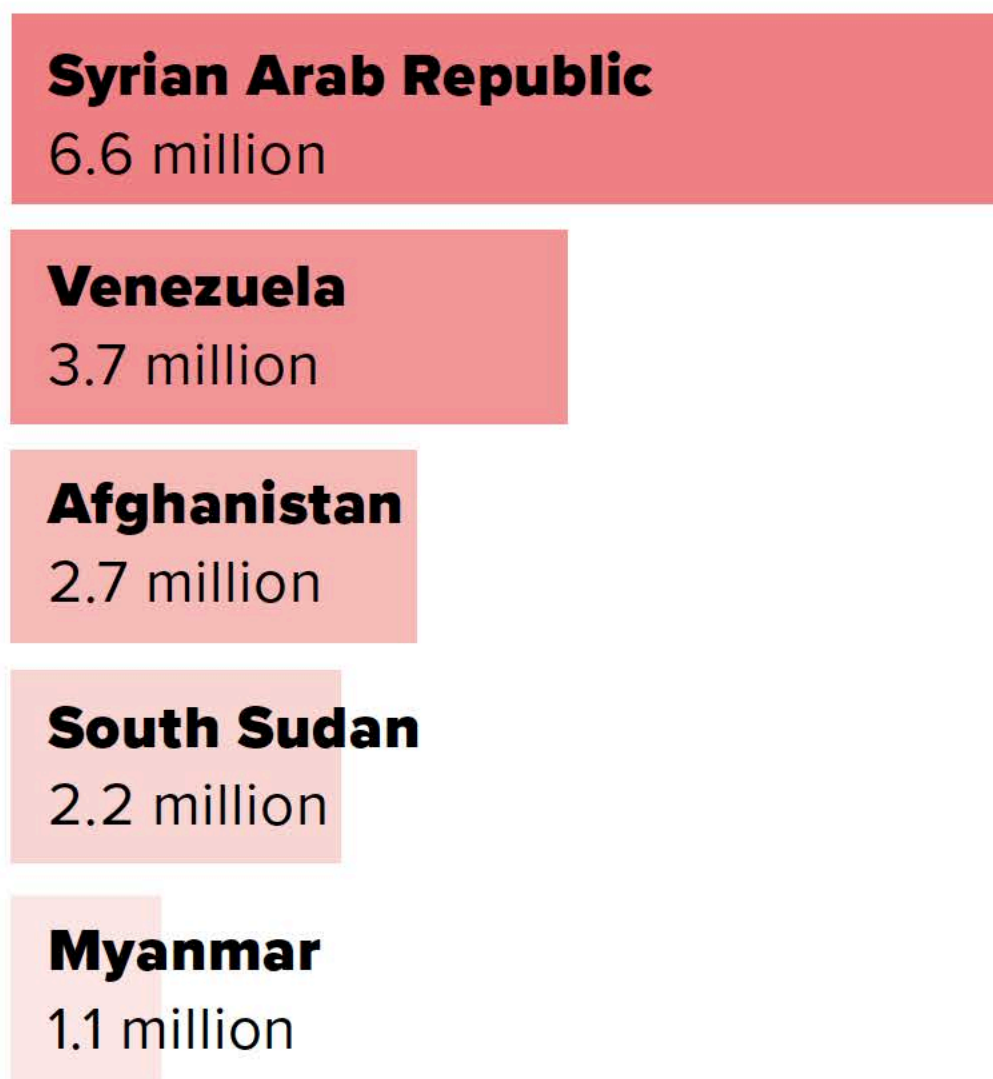 Syrian Arab Republic
6.6 million
Venezuela
3.7 million
Afghanistan
2.7 million
South Sudan
2.2 million
Myanmar
1.1 million